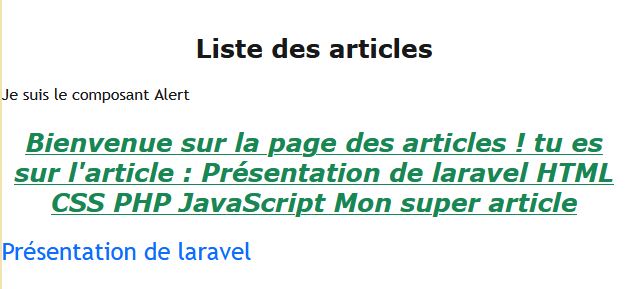 Liste des articles
Je suis le composant Alert
Bienvenue sur la page des articles ! tu es
sur l'article : Présentation de laravel HTML
CSS PHP JavaScript Mon super article
Présentation de laravel